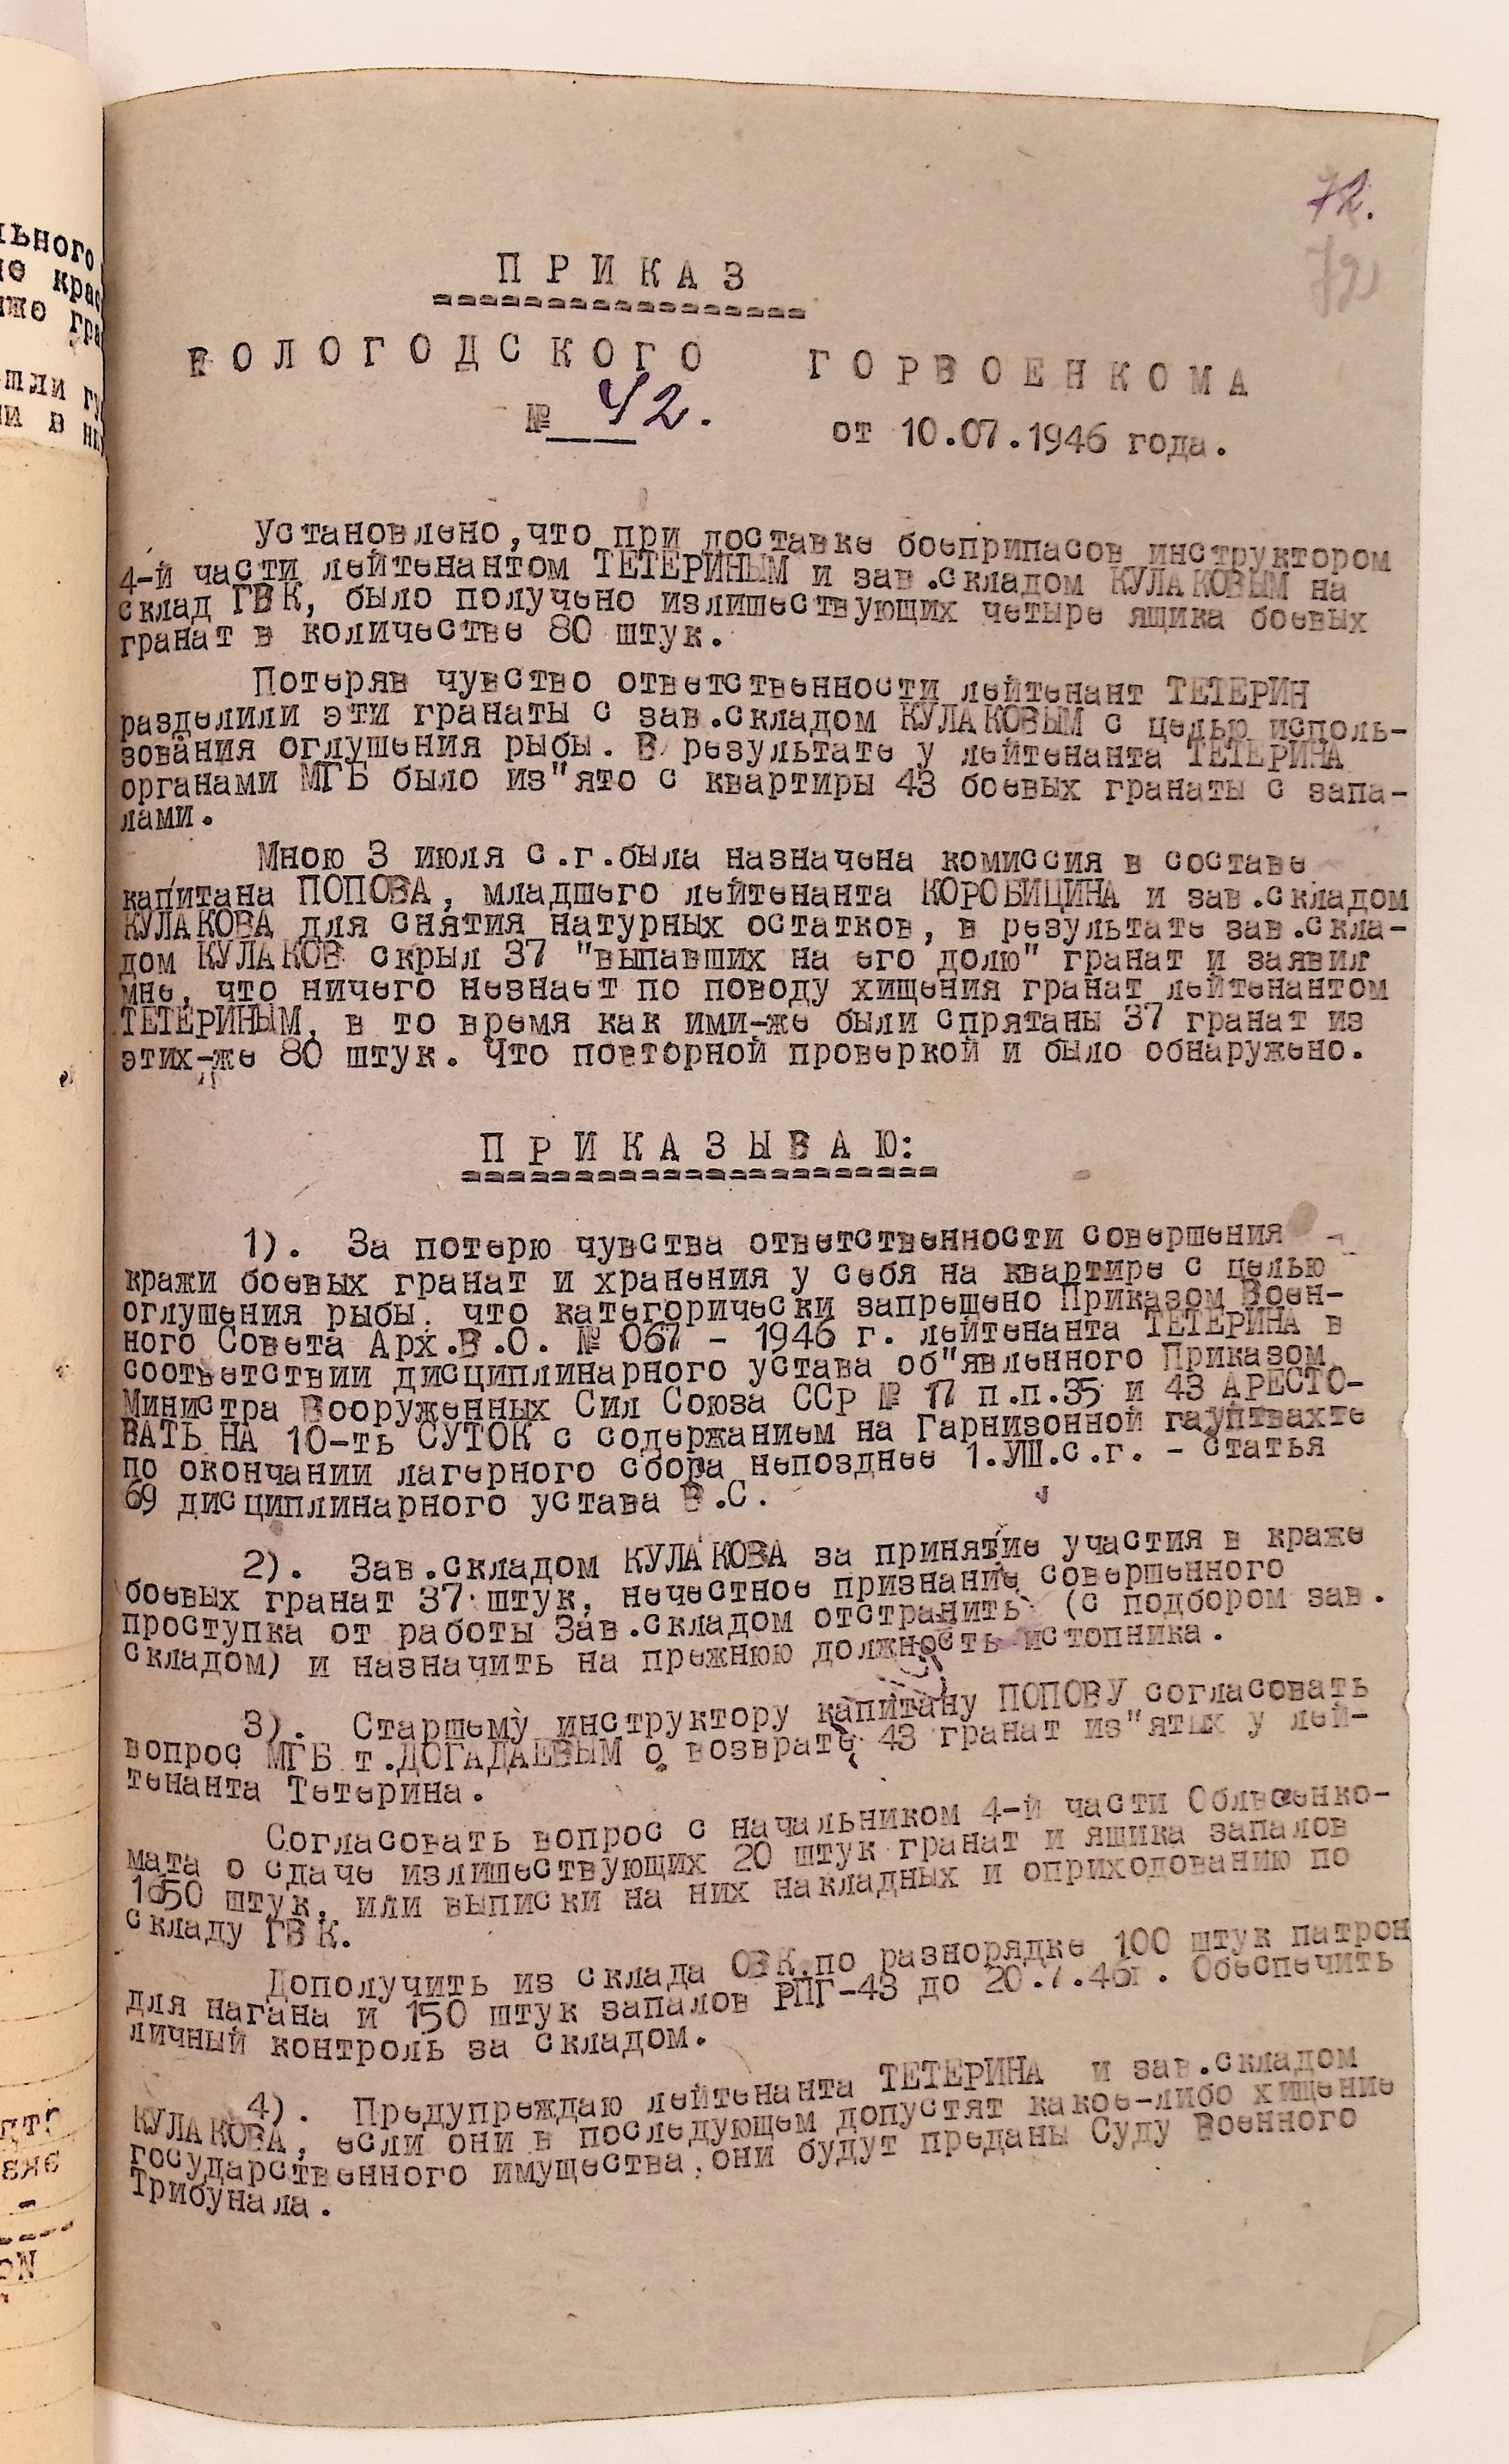 льного
72.
72
П Р И К А З
В О Л О Г О Д С К О Г О Г О Р В О Е Н К О М А
№ 42. от 10.07.1946 года.
Установлено,что при доставке боеприпасов инструктором
4-й части лейтенантом ТЕТЕРИНЫМ и зав.складом КУЛАКОВЫМ на
склад ГВК, было получено излишествующих четыре ящика боевых
гранат в количестве 80 штук.
Потеряв чувство ответственности лейтенант ТЕТЕРИН
разделили эти гранаты с зав.складом КУЛАКОВЫМ с целью исполь-
зования оглушения рыбы. В результате у лейтенанта ТЕТЕРИНА
органами МГБ было из"ято с квартиры 43 боевых гранаты с запа-
лами.
Мною 3 июля с.г.была назначена комиссия в составе
капитана ПОПОВА, младшего лейтенанта КОРОБИЦИНА и зав.складом
КУЛАКОВА для снятия натурных остатков, в результате зав.скла-
дом КУЛАКОВ скрыл 37 "выпавших на его долю" гранат и заявил
мне, что ничего незнает по поводу хищения гранат лейтенантом
ТЕТЕРИНЫМ, в то время как ими-же были спрятаны 37 гранат из
этих-же 80 штук. Что повторной проверкой и было обнаружено.
П Р И К А З Ы В А Ю:
1). За потерю чувства ответственности совершения
кражи боевых гранат и хранения у себя на квартире с целью
оглушения рыбы, что категорически запрещено Приказом Воен-
ного Совета Арх.В.О. № 067 - 1946 г. лейтенанта ТЕТЕРИНА в
соответствии дисциплинарного устава об"явленного Приказом
Министра Вооруженных Сил Союза ССР № 17 п.п.35 и 43 АРЕСТО-
ВАТЬ НА 10-ть СУТОК с содержанием на Гарнизонной гауптвахте
по окончании лагерного сбора непозднее 1.УШ.с.г. - Статья
69 дисциплинарного устава В.С.
2). Зав.складом КУЛАКОВА за принятие участия в краже
боевых гранат 37 штук, нечестное признание совершенного
проступка от работы Зав.складом отстранить (с подбором зав.
складом) и назначить на прежнюю должность истопника.
3). Старшему инструктору капитану ПОПОВУ согласовать
вопрос МГБ т.ДОГАДАЕВЫМ о возврате 43 гранат из"ятых у лей-
тенанта Тетерина.
Согласовать вопрос с начальником 4-й части Облвоенко-
мата о сдаче излишествующих 20 штук гранат и ящика запалов
штук, или выписки на них накладных и оприходованию по
складу ГВК.
Дополучить из склада ОВК.по разнорядке 100 штук патрон
для нагана и 150 штук запалов РПГ-43 до 20.7.46г. Обеспечить
личный контроль за складом.
4). Предупреждаю лейтенанта ТЕТЕРИНА и зав.складом
КУЛАКОВА, если они в последующем допустят какое-либо хищение
государственного имущества, они будут преданы Суду Военного
Трибунала.